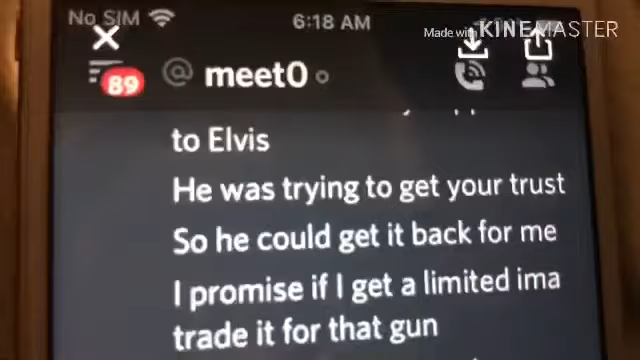 No SIM 6:18 AM
Made with KINEMASTER
89 @ meet0
to Elvis
He was trying to get your trust
So he could get it back for me
I promise if I get a limited ima
trade it for that gun